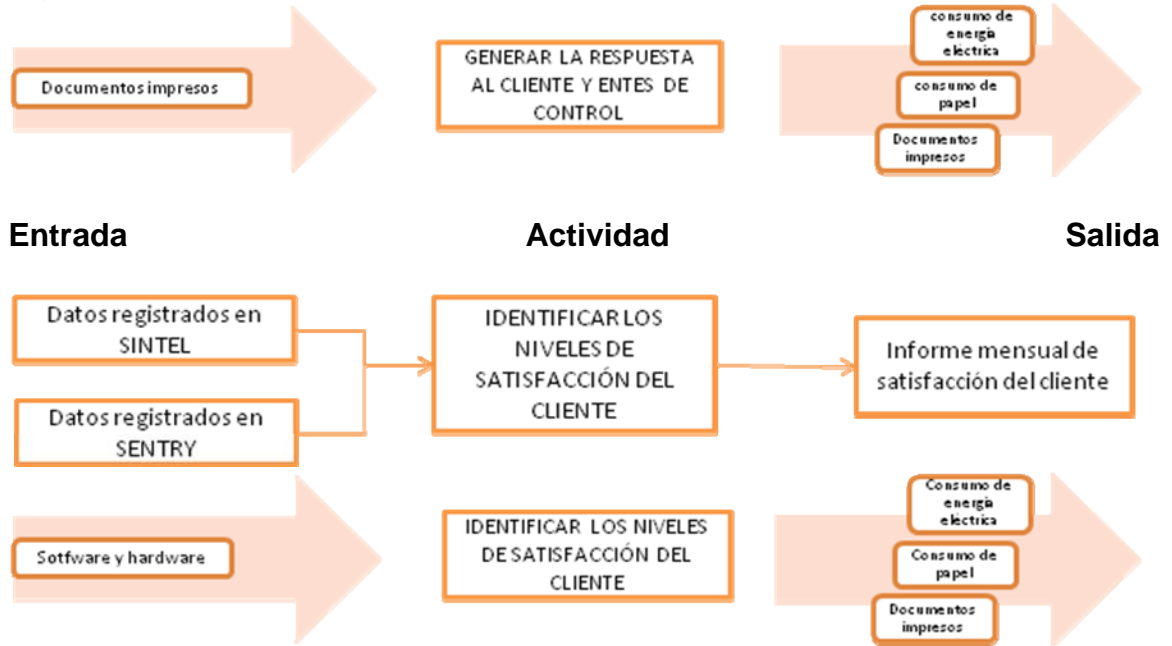 Documentos impresos
GENERAR LA RESPUESTA
AL CLIENTE Y ENTES DE
CONTROL
consumo de
energía
eléctrica
consumo de
papel
Documentos
impresos
Entrada
Actividad
Salida
Datos registrados en
SINTEL
Datos registrados en
SENTRY
IDENTIFICAR LOS
NIVELES DE
SATISFACCIÓN DEL
CLIENTE
Informe mensual de
satisfacción del cliente
Sotfware y hardware
IDENTIFICAR LOS NIVELES
DE SATISFACCIÓN DEL
CLIENTE
Consumo de
energía
eléctrica
Consumo de
papel
Documentos
impresos